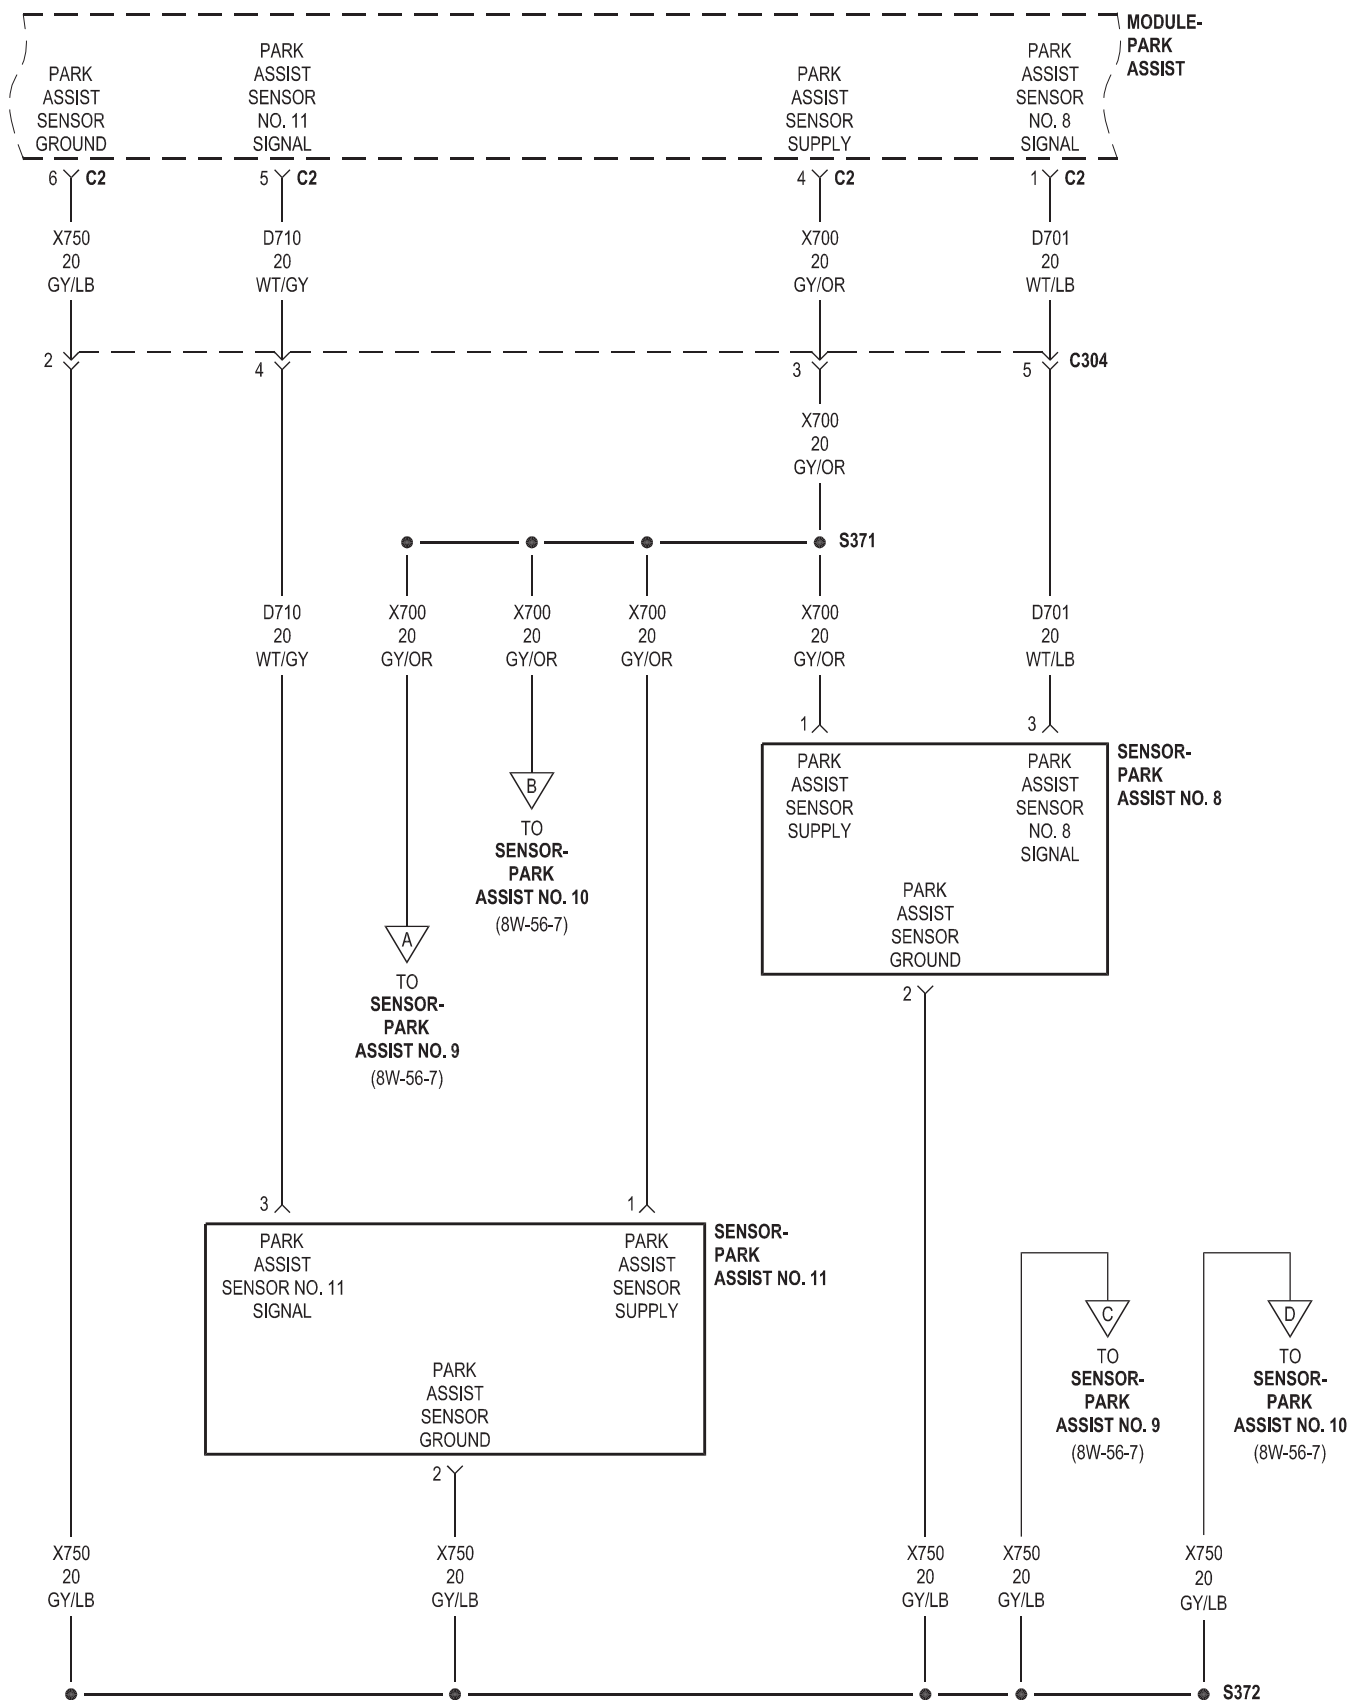 MODULE-
PARK
ASSIST
PARK
ASSIST
SENSOR
GROUND
PARK
ASSIST
SENSOR
NO. 11
SIGNAL
PARK
ASSIST
SENSOR
SUPPLY
PARK
ASSIST
SENSOR
NO. 8
SIGNAL
6 C2
5 C2
4 C2
1 C2
X750
20
GY/LB
D710
20
WT/GY
X700
20
GY/OR
D701
20
WT/LB
2
4
3
5
C304
X700
20
GY/OR
S371
D710
20
WT/GY
X700
20
GY/OR
X700
20
GY/OR
X700
20
GY/OR
X700
20
GY/OR
D701
20
WT/LB
1
3
PARK
ASSIST
SENSOR
SUPPLY
PARK
ASSIST
SENSOR
NO. 8
SIGNAL
PARK
ASSIST
SENSOR
GROUND
SENSOR-
PARK
ASSIST NO. 8
2
B
TO
SENSOR-
PARK
ASSIST NO. 10
(8W-56-7)
A
TO
SENSOR-
PARK
ASSIST NO. 9
(8W-56-7)
3
1
PARK
ASSIST
SENSOR NO. 11
SIGNAL
PARK
ASSIST
SENSOR
SUPPLY
PARK
ASSIST
SENSOR
GROUND
SENSOR-
PARK
ASSIST NO. 11
2
C
TO
SENSOR-
PARK
ASSIST NO. 9
(8W-56-7)
D
TO
SENSOR-
PARK
ASSIST NO. 10
(8W-56-7)
X750
20
GY/LB
X750
20
GY/LB
X750
20
GY/LB
X750
20
GY/LB
X750
20
GY/LB
S372